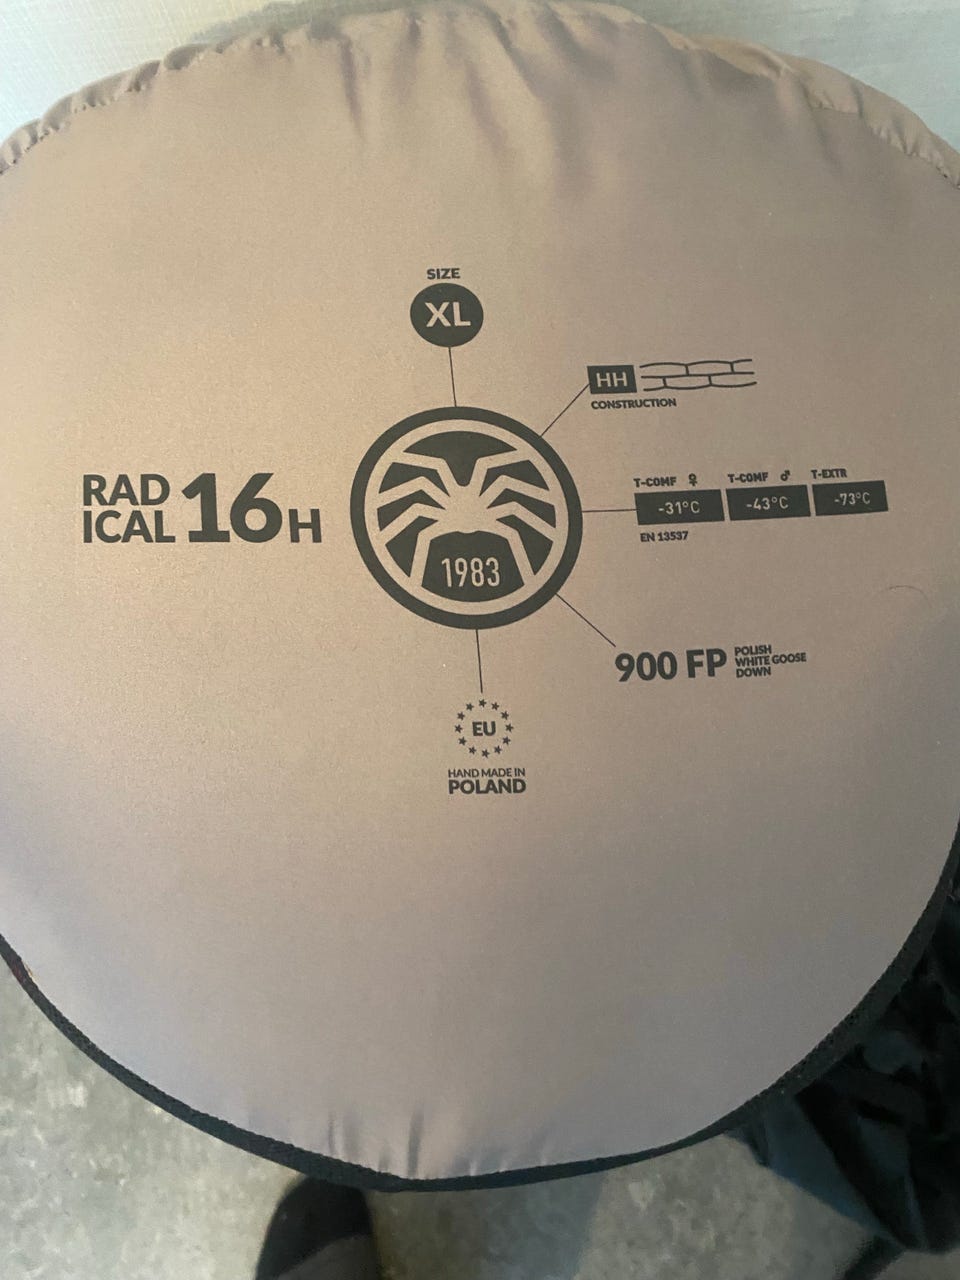 SIZE
XL
HH
CONSTRUCTION
RAD
ICAL 16 H
T-COMF ♀ T-COMF ♂ T-EXTR
-31°C -43°C -73°C
EN 13537
1983
900 FP POLISH
WHITE GOOSE
DOWN
EU
HAND MADE IN
POLAND